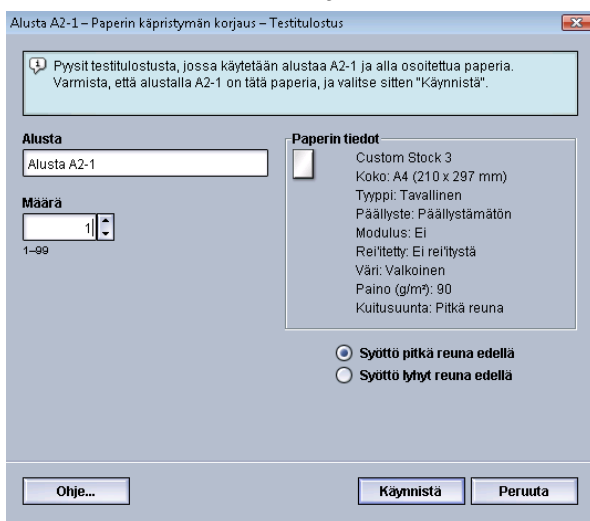 Alusta A2-1 – Paperin käpristymän korjaus – Testitulostus
Pyysit testitulostusta, jossa käytetään alustaa A2-1 ja alla osoitettua paperia.
Varmista, että alustalla A2-1 on tätä paperia, ja valitse sitten "Käynnistä".
Alusta
Alusta A2-1
Määrä
1
1–99
Paperin tiedot
Custom Stock 3
Koko: A4 (210 x 297 mm)
Tyyppi: Tavallinen
Päällyste: Päällystämätön
Modulus: Ei
Rei'itetty: Ei rei'itystä
Väri: Valkoinen
Paino (g/m²): 90
Kuitusuunta: Pitkä reuna
Syöttö pitkä reuna edellä
Syöttö lyhyt reuna edellä
Ohje...
Käynnistä
Peruuta